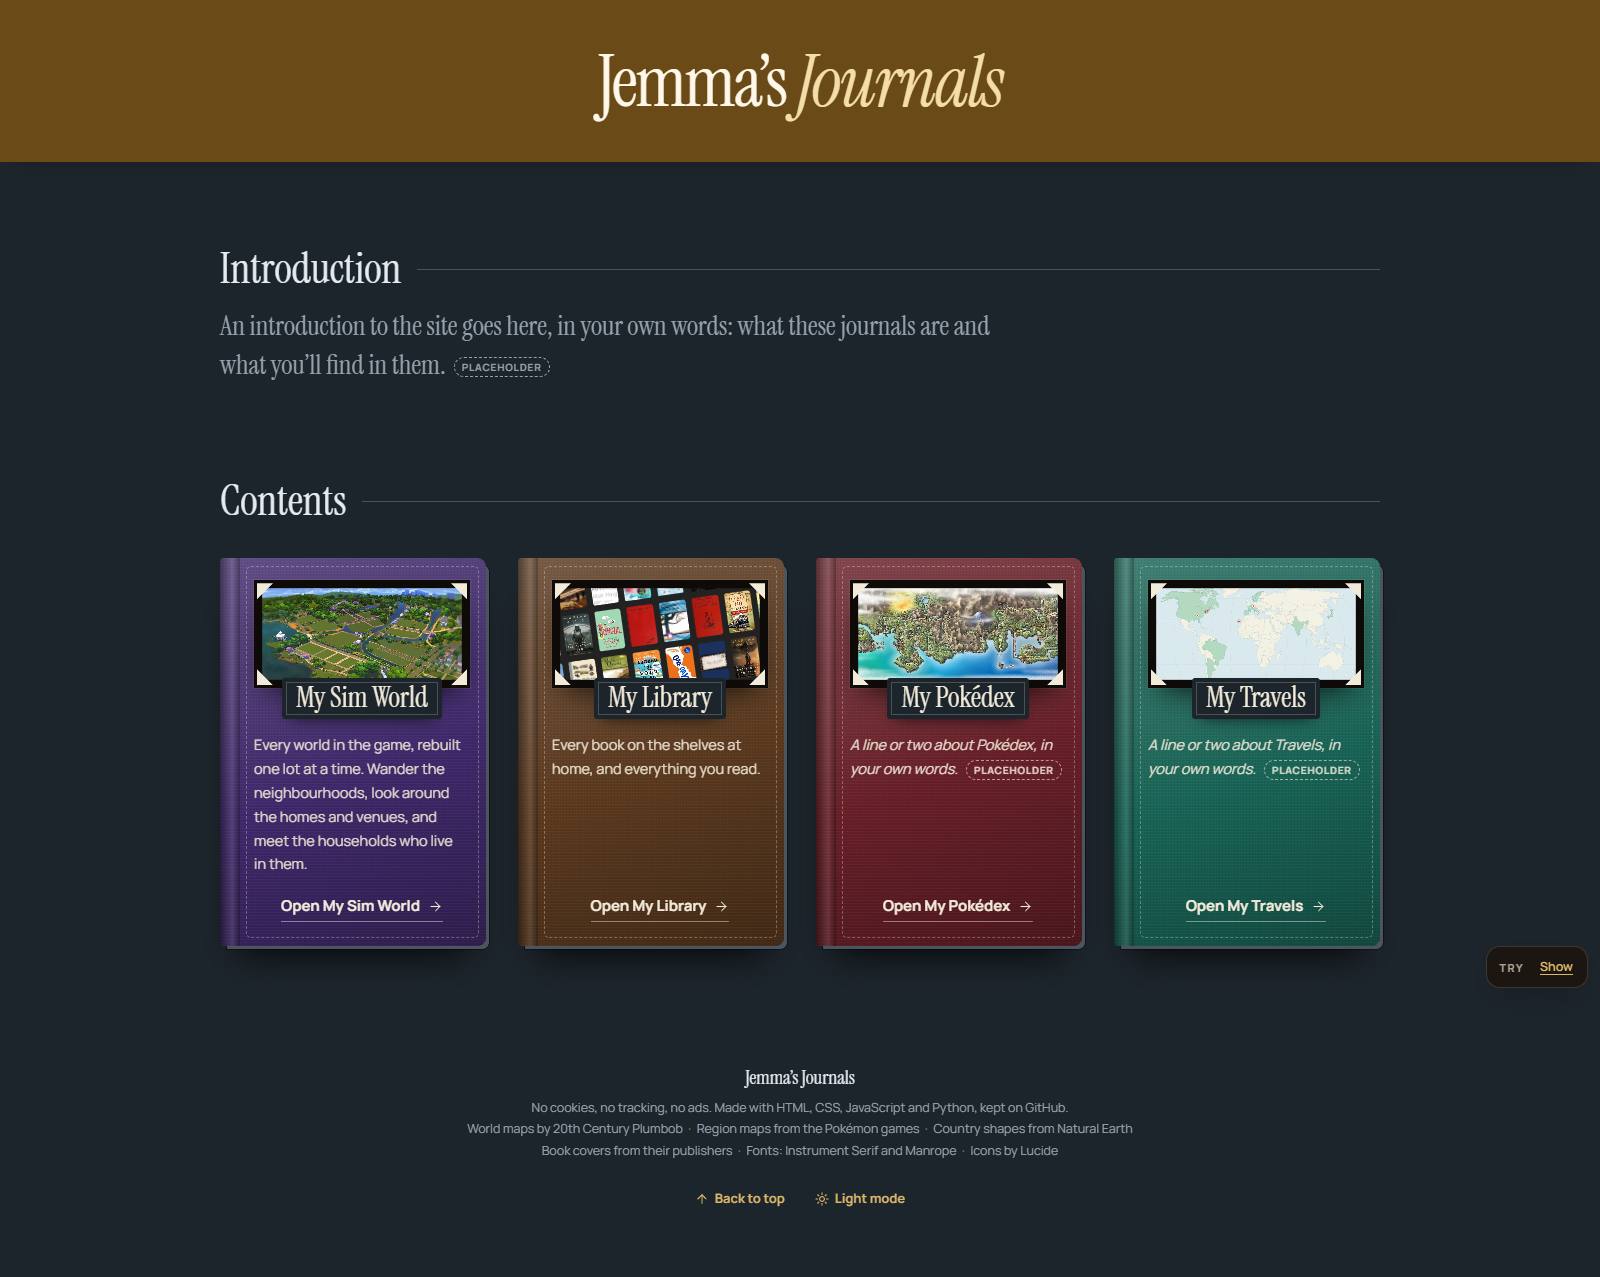 Jemma’s Journals
Introduction
An introduction to the site goes here, in your own words: what these journals are and
what you’ll find in them. PLACEHOLDER
Contents
My Sim World
Every world in the game, rebuilt
one lot at a time. Wander the
neighbourhoods, look around
the homes and venues, and
meet the households who live
in them.
Open My Sim World →
My Library
Every book on the shelves at
home, and everything you read.
Open My Library →
My Pokédex
A line or two about Pokédex, in
your own words. PLACEHOLDER
Open My Pokédex →
My Travels
A line or two about Travels, in
your own words. PLACEHOLDER
Open My Travels →
TRY Show
Jemma’s Journals
No cookies, no tracking, no ads. Made with HTML, CSS, JavaScript and Python, kept on GitHub.
World maps by 20th Century Plumbob · Region maps from the Pokémon games · Country shapes from Natural Earth
Book covers from their publishers · Fonts: Instrument Serif and Manrope · Icons by Lucide
↑ Back to top
Light mode